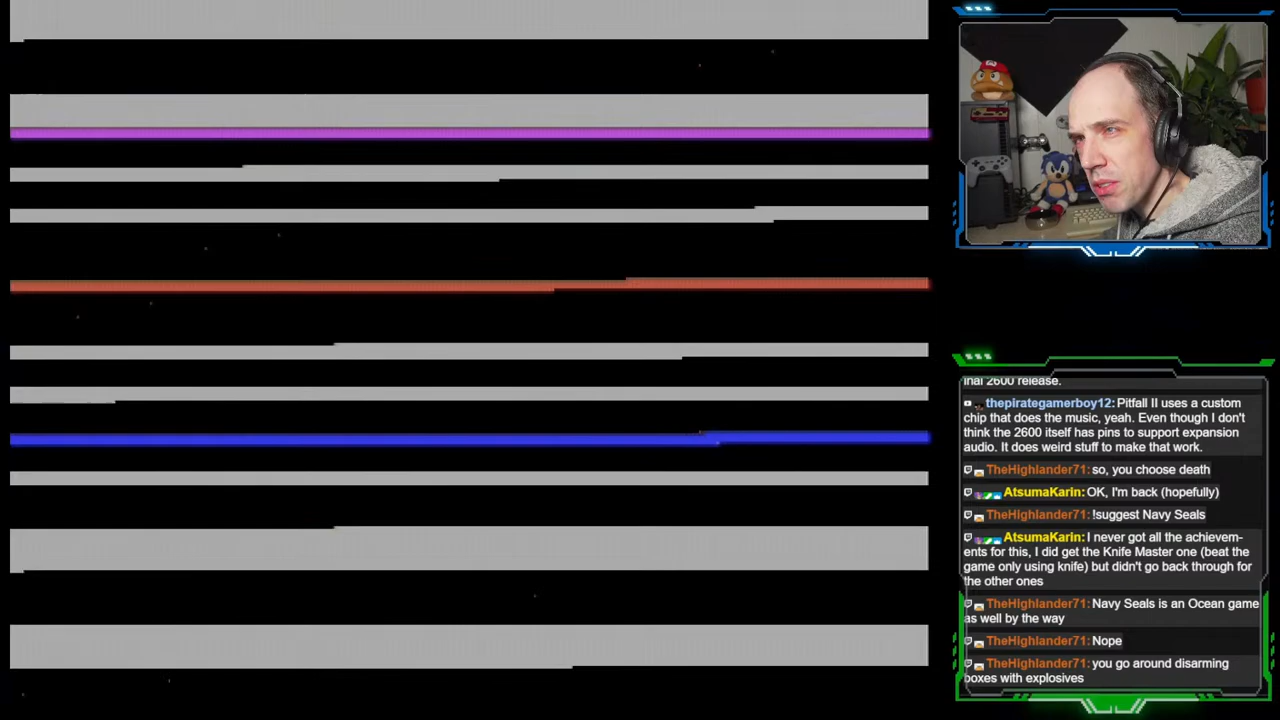 inal 2600 release.
thepirategamerboy12: Pitfall II uses a custom
chip that does the music, yeah. Even though I don't
think the 2600 itself has pins to support expansion
audio. It does weird stuff to make that work.
TheHighlander71: so, you choose death
AtsumaKarin: OK, I'm back (hopefully)
TheHighlander71: !suggest Navy Seals
AtsumaKarin: I never got all the achievem-
ents for this, I did get the Knife Master one (beat the
game only using knife) but didn't go back through for
the other ones
TheHighlander71: Navy Seals is an Ocean game
as well by the way
TheHighlander71: Nope
TheHighlander71: you go around disarming
boxes with explosives